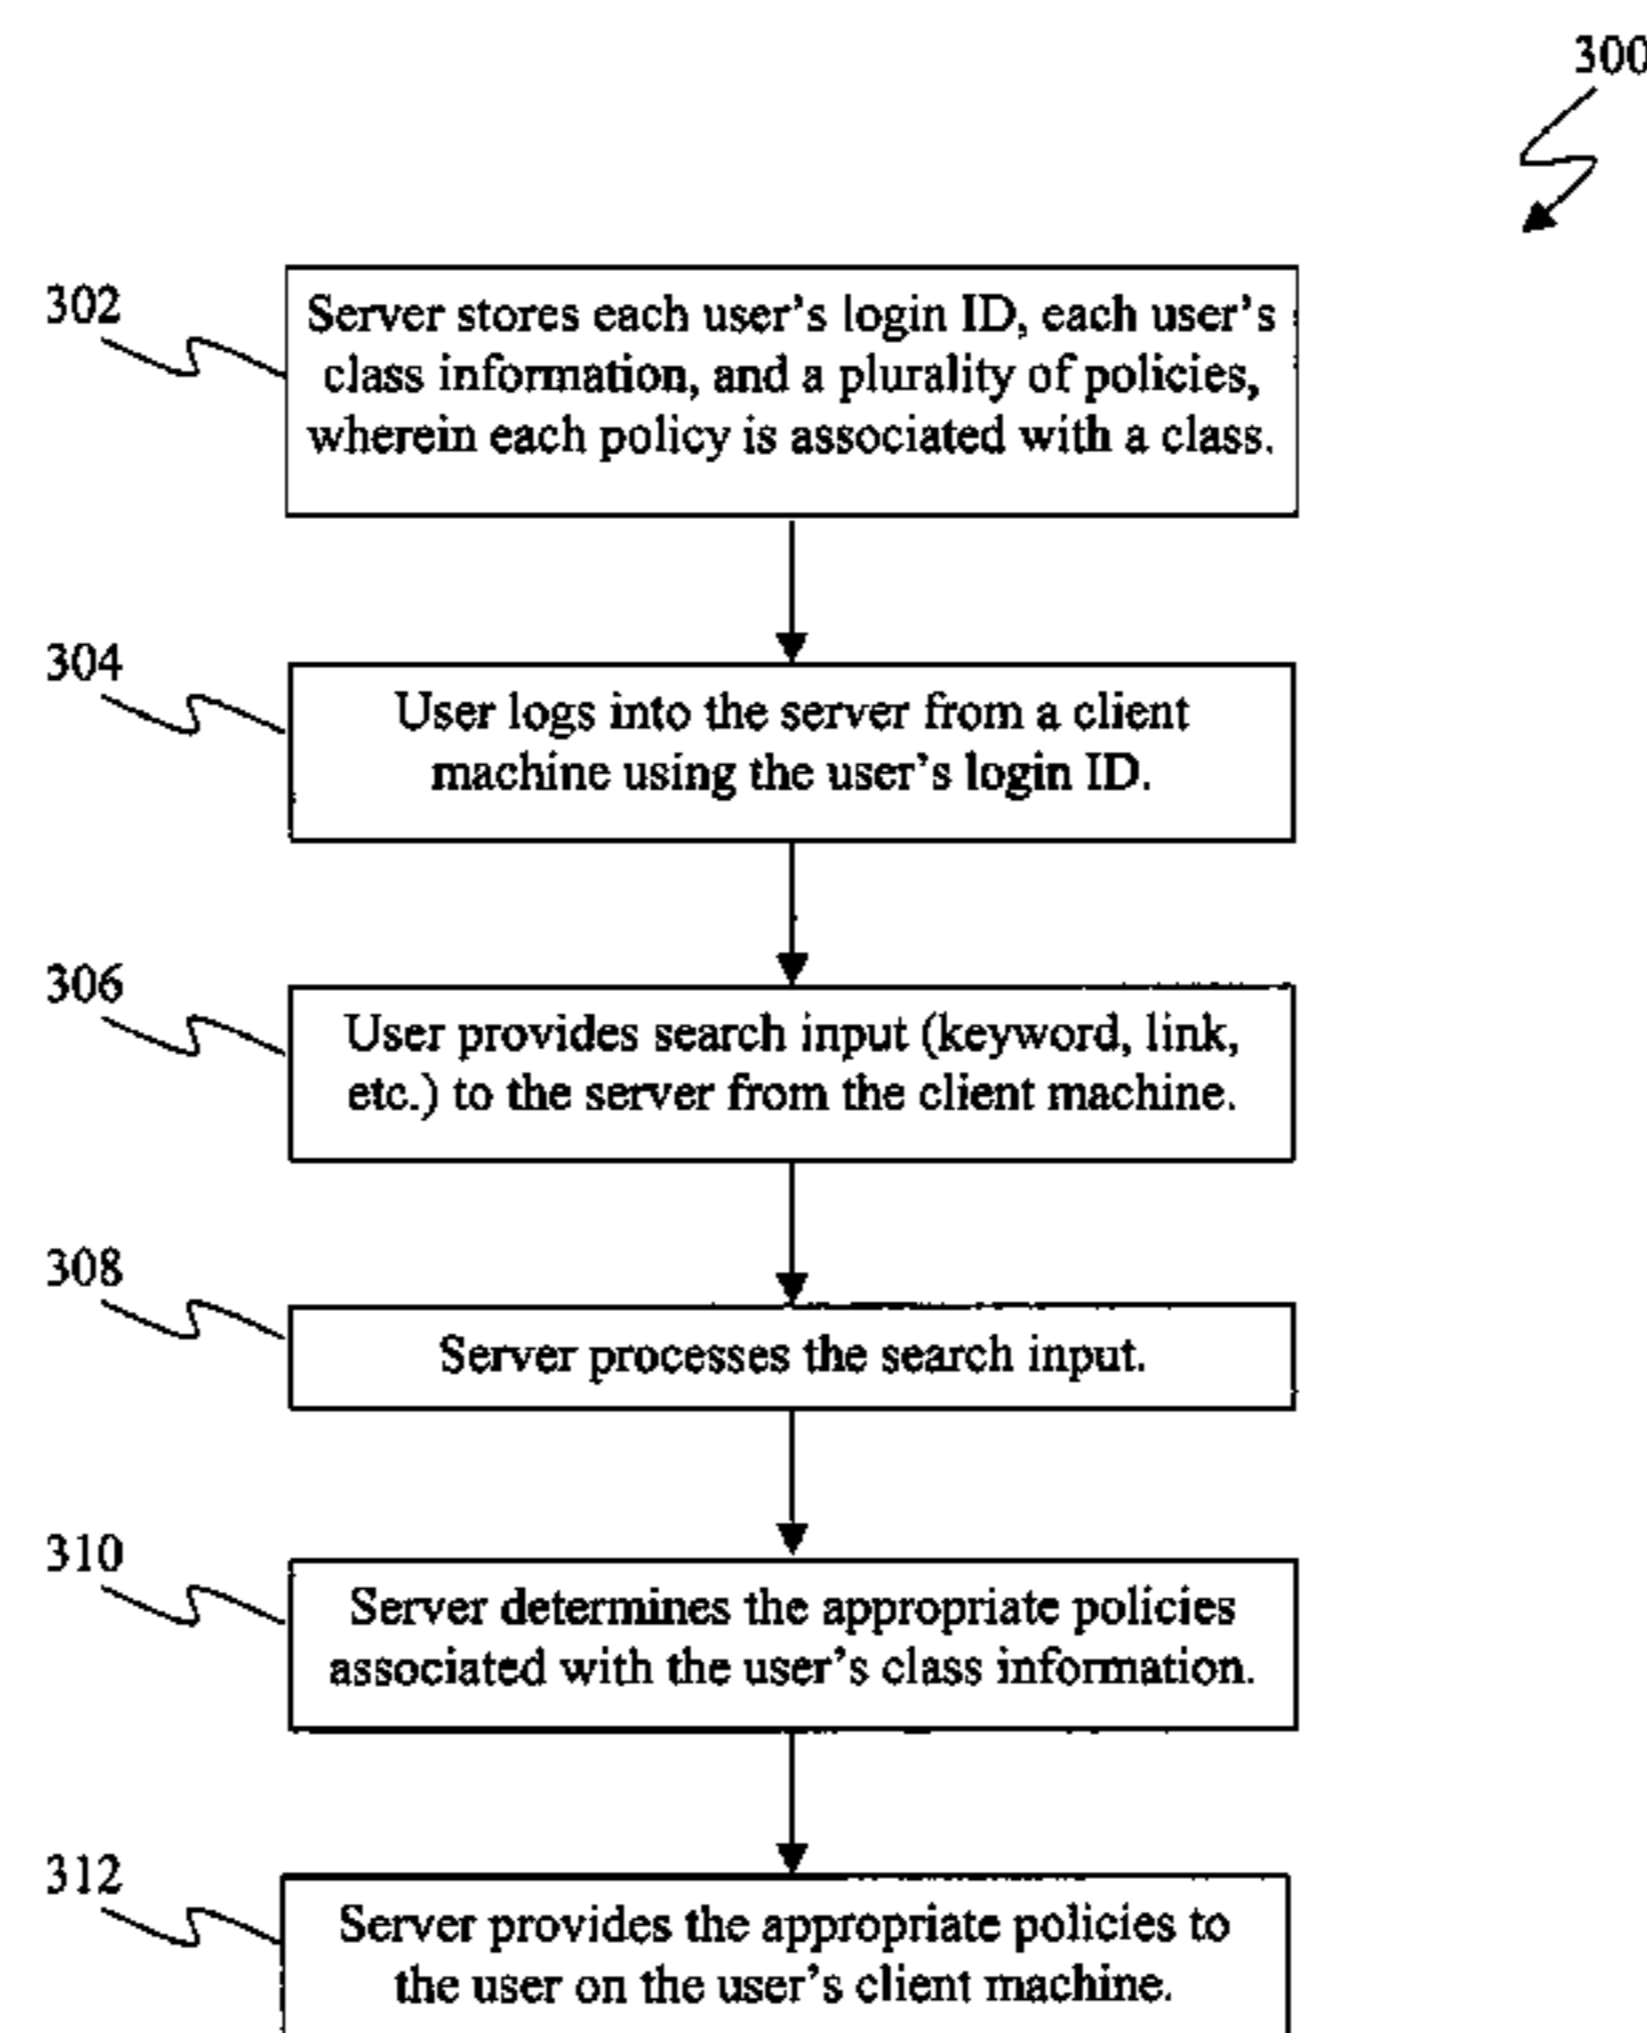 300
302
Server stores each user's login ID, each user's
class information, and a plurality of policies,
wherein each policy is associated with a class.
304
User logs into the server from a client
machine using the user's login ID.
306
User provides search input (keyword, link,
etc.) to the server from the client machine.
308
Server processes the search input.
310
Server determines the appropriate policies
associated with the user's class information.
312
Server provides the appropriate policies to
the user on the user's client machine.